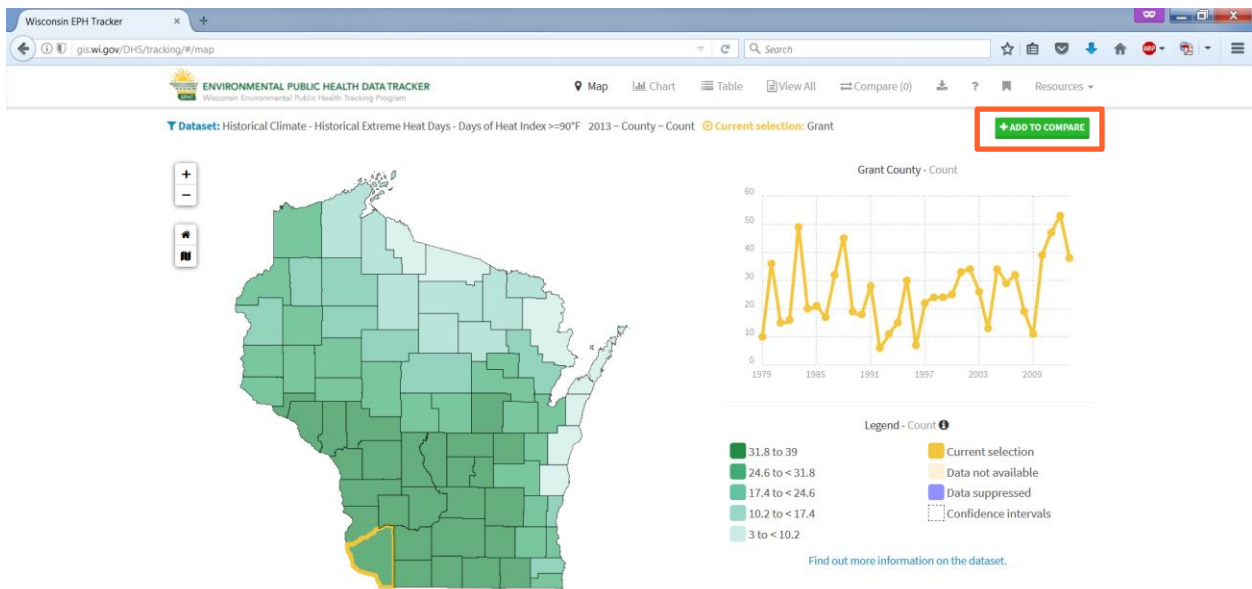 Wisconsin EPH Tracker
gis.wi.gov/DHS/tracking/#/map
Search
ABP
ENVIRONMENTAL PUBLIC HEALTH DATA TRACKER
Wisconsin Environmental Public Health Tracking Program
EPHT
Map Chart Table View All Compare (0) ? Resources
Dataset: Historical Climate - Historical Extreme Heat Days - Days of Heat Index >=90°F 2013 ~ County ~ Count Current selection: Grant
+ ADD TO COMPARE
+
−
Grant County - Count
60
50
40
30
20
10
0
1979 1985 1991 1997 2003 2009
Legend - Count
31.8 to 39
24.6 to < 31.8
17.4 to < 24.6
10.2 to < 17.4
3 to < 10.2
Current selection
Data not available
Data suppressed
Confidence intervals
Find out more information on the dataset.